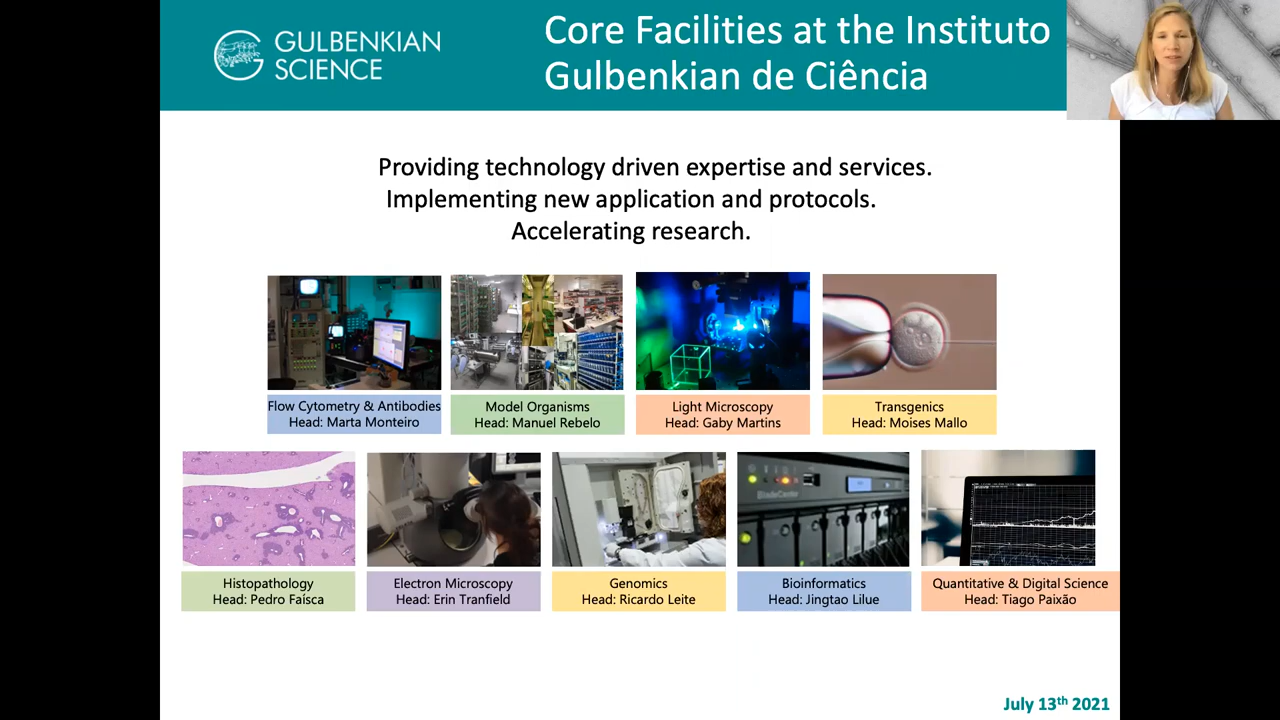 GULBENKIAN
SCIENCE
Core Facilities at the Instituto
Gulbenkian de Ciência
Providing technology driven expertise and services.
Implementing new application and protocols.
Accelerating research.
Flow Cytometry & Antibodies
Head: Marta Monteiro
Model Organisms
Head: Manuel Rebelo
Light Microscopy
Head: Gaby Martins
Transgenics
Head: Moises Mallo
BladeCenter
Histopathology
Head: Pedro Faísca
Electron Microscopy
Head: Erin Tranfield
Genomics
Head: Ricardo Leite
Bioinformatics
Head: Jingtao Lilue
Quantitative & Digital Science
Head: Tiago Paixão
July 13th 2021